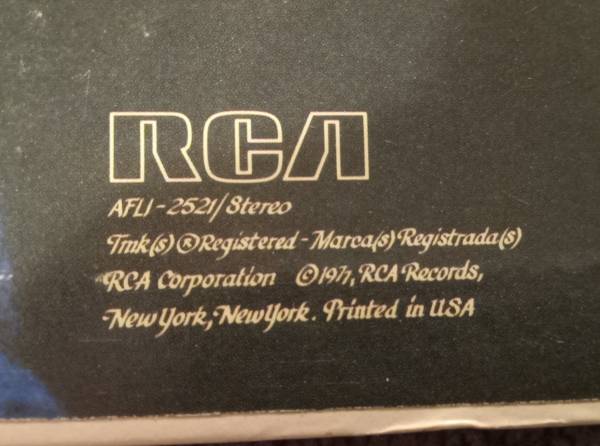 RCA
AFL1-2521/Stereo
Tmk(s) ® Registered - Marca(s) Registrada(s)
RCA Corporation © 1977, RCA Records,
New York, New York. Printed in USA